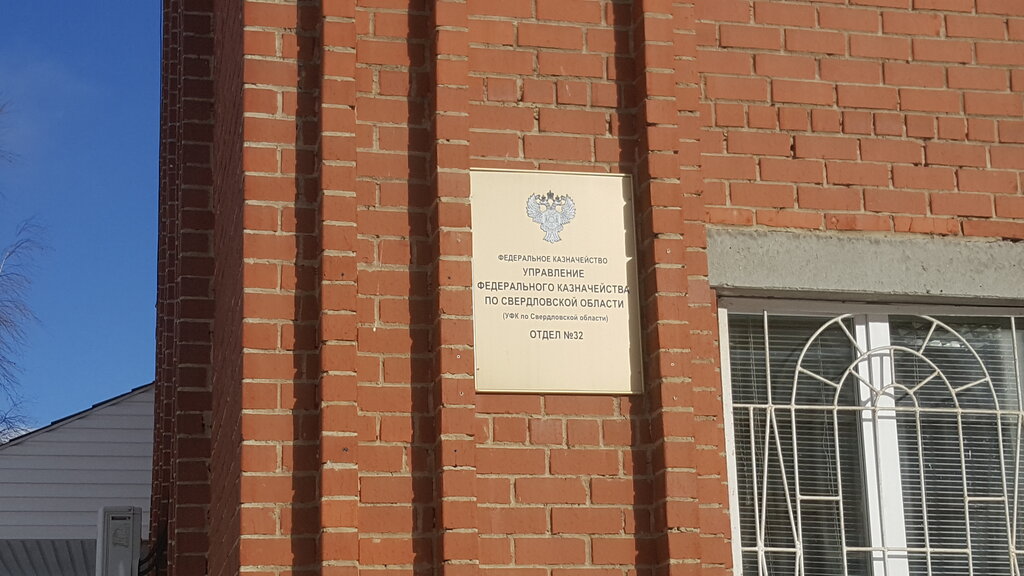 ФЕДЕРАЛЬНОЕ КАЗНАЧЕЙСТВО
УПРАВЛЕНИЕ
ФЕДЕРАЛЬНОГО КАЗНАЧЕЙСТВА
ПО СВЕРДЛОВСКОЙ ОБЛАСТИ
(УФК по Свердловской области)
ОТДЕЛ №32